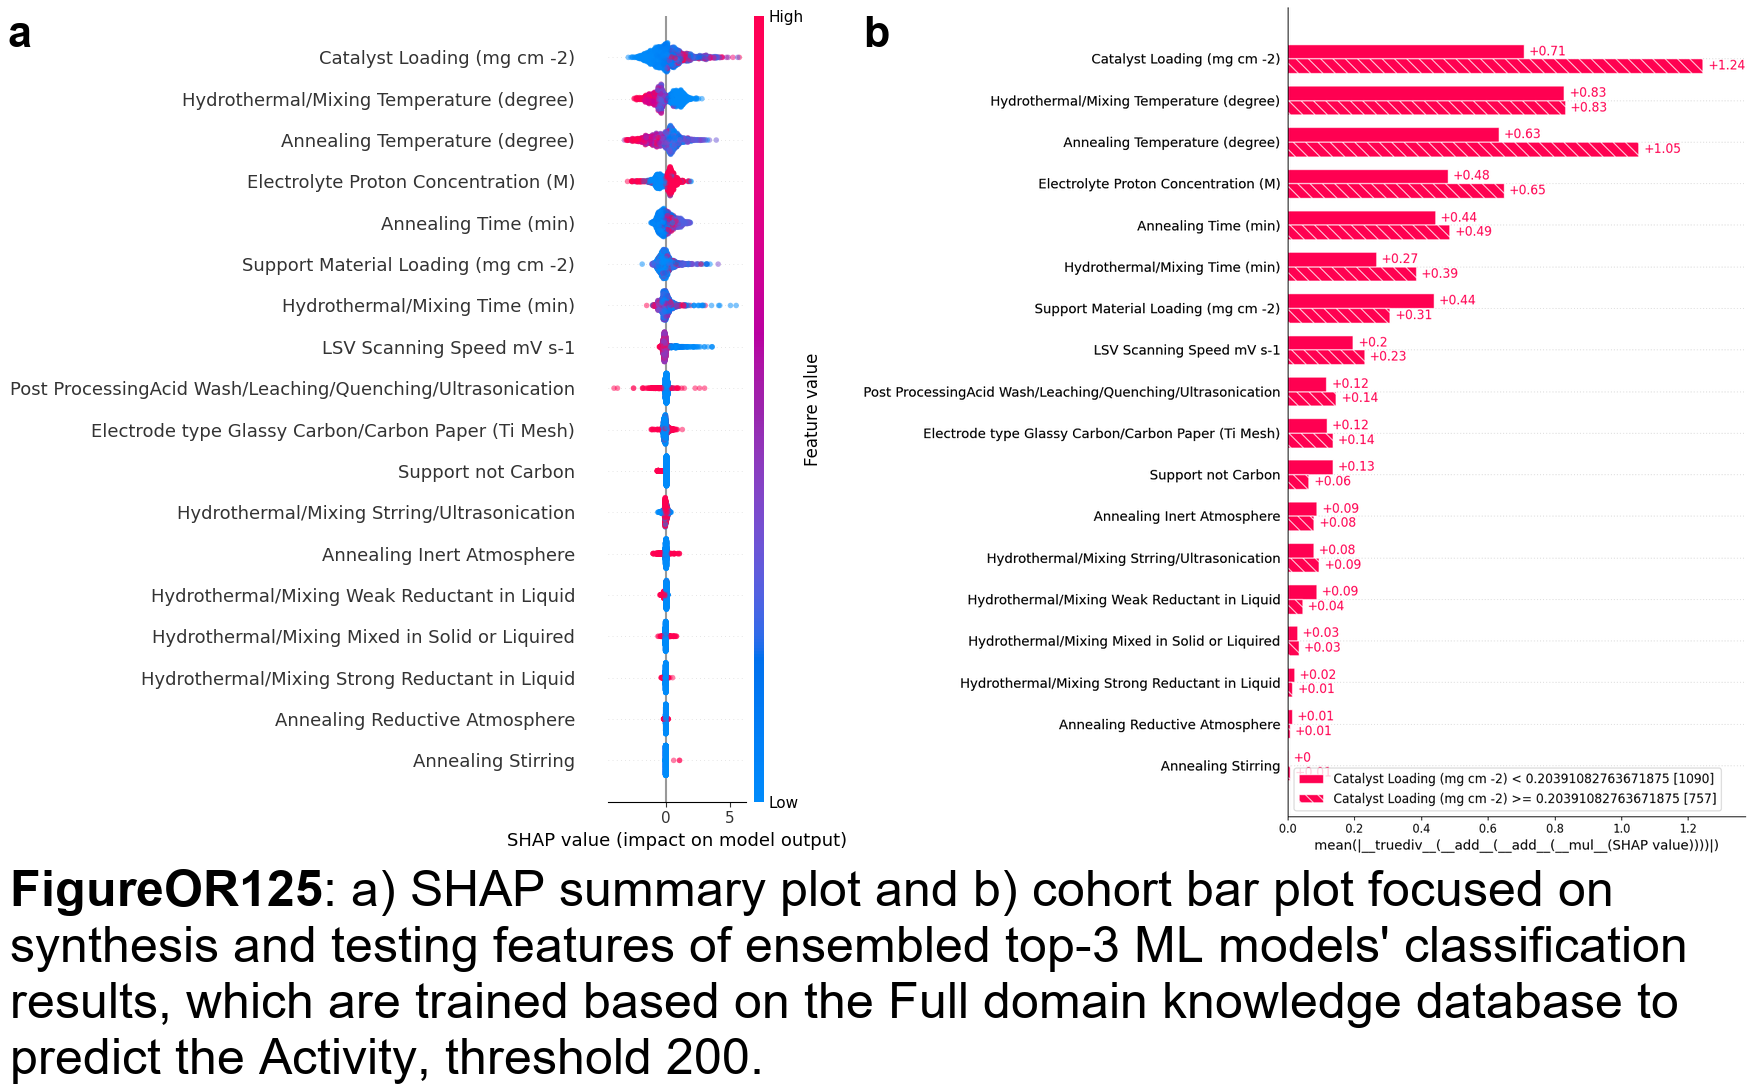 a
High
Catalyst Loading (mg cm -2)
Hydrothermal/Mixing Temperature (degree)
Annealing Temperature (degree)
Electrolyte Proton Concentration (M)
Annealing Time (min)
Support Material Loading (mg cm -2)
Hydrothermal/Mixing Time (min)
LSV Scanning Speed mV s-1
Post ProcessingAcid Wash/Leaching/Quenching/Ultrasonication
Electrode type Glassy Carbon/Carbon Paper (Ti Mesh)
Support not Carbon
Hydrothermal/Mixing Strring/Ultrasonication
Annealing Inert Atmosphere
Hydrothermal/Mixing Weak Reductant in Liquid
Hydrothermal/Mixing Mixed in Solid or Liquired
Hydrothermal/Mixing Strong Reductant in Liquid
Annealing Reductive Atmosphere
Annealing Stirring
Feature value
Low
0 5
SHAP value (impact on model output)
b
Catalyst Loading (mg cm -2) +0.71
+1.24
Hydrothermal/Mixing Temperature (degree) +0.83
+0.83
Annealing Temperature (degree) +0.63
+1.05
Electrolyte Proton Concentration (M) +0.48
+0.65
Annealing Time (min) +0.44
+0.49
Hydrothermal/Mixing Time (min) +0.27
+0.39
Support Material Loading (mg cm -2) +0.44
+0.31
LSV Scanning Speed mV s-1 +0.2
+0.23
Post ProcessingAcid Wash/Leaching/Quenching/Ultrasonication +0.12
+0.14
Electrode type Glassy Carbon/Carbon Paper (Ti Mesh) +0.12
+0.14
Support not Carbon +0.13
+0.06
Annealing Inert Atmosphere +0.09
+0.08
Hydrothermal/Mixing Strring/Ultrasonication +0.08
+0.09
Hydrothermal/Mixing Weak Reductant in Liquid +0.09
+0.04
Hydrothermal/Mixing Mixed in Solid or Liquired +0.03
+0.03
Hydrothermal/Mixing Strong Reductant in Liquid +0.02
+0.01
Annealing Reductive Atmosphere +0.01
+0.01
Annealing Stirring +0
+0.01
Catalyst Loading (mg cm -2) < 0.20391082763671875 [1090]
Catalyst Loading (mg cm -2) >= 0.20391082763671875 [757]
0.0 0.2 0.4 0.6 0.8 1.0 1.2
mean(|__truediv__(__add__(__add__(__mul__(SHAP value))))|)
FigureOR125: a) SHAP summary plot and b) cohort bar plot focused on
synthesis and testing features of ensembled top-3 ML models' classification
results, which are trained based on the Full domain knowledge database to
predict the Activity, threshold 200.